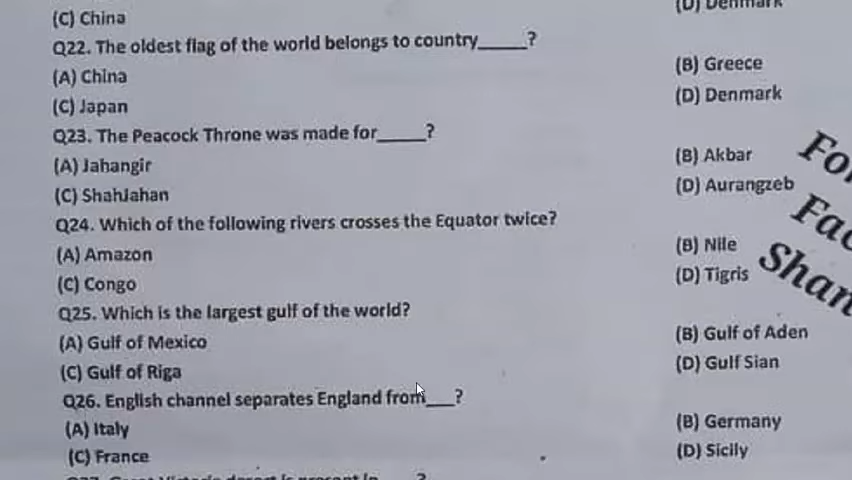 (C) China
(D) Denmark
Q22. The oldest flag of the world belongs to country_____?
(A) China
(B) Greece
(C) Japan
(D) Denmark
Q23. The Peacock Throne was made for_____?
(A) Jahangir
(B) Akbar
(C) ShahJahan
(D) Aurangzeb
Q24. Which of the following rivers crosses the Equator twice?
(A) Amazon
(B) Nile
(C) Congo
(D) Tigris
Q25. Which is the largest gulf of the world?
(A) Gulf of Mexico
(B) Gulf of Aden
(C) Gulf of Riga
(D) Gulf Sian
Q26. English channel separates England from___?
(A) Italy
(B) Germany
(C) France
(D) Sicily